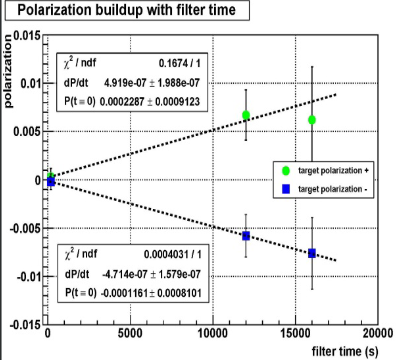 Polarization buildup with filter time
polarization
0.015
0.01
0.005
0
-0.005
-0.01
-0.015
χ² / ndf 0.1674 / 1
dP/dt 4.919e-07 ± 1.988e-07
P(t = 0) 0.0002287 ± 0.0009123
target polarization +
target polarization -
χ² / ndf 0.0004031 / 1
dP/dt -4.714e-07 ± 1.579e-07
P(t = 0) -0.0001161 ± 0.0008101
0 5000 10000 15000 20000
filter time (s)